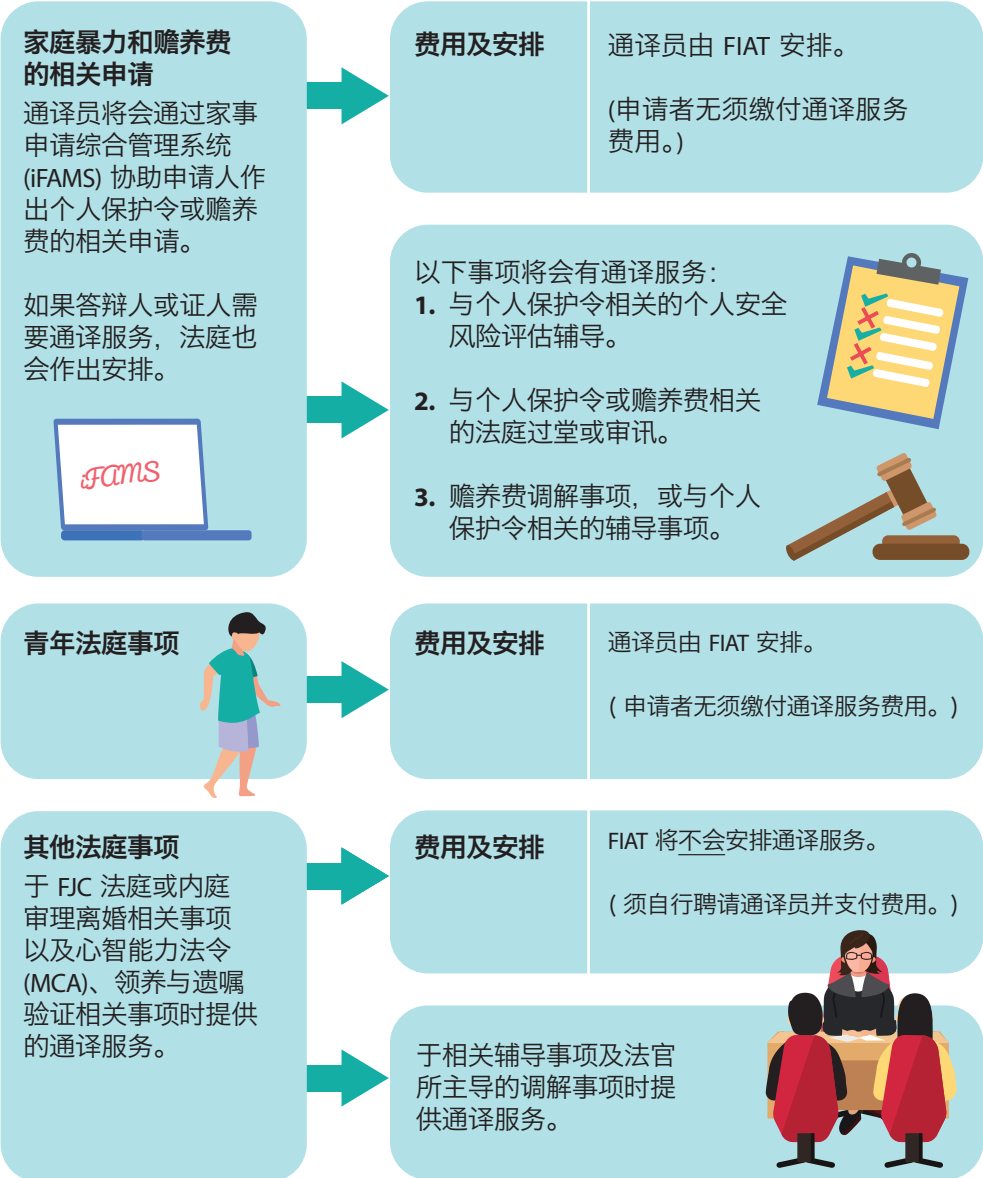 家庭暴力和赡养费
的相关申请
通译员将会通过家事
申请综合管理系统
(iFAMS) 协助申请人作
出个人保护令或赡养
费的相关申请。
如果答辩人或证人需
要通译服务，法庭也
会作出安排。
iFAMS
费用及安排
通译员由 FIAT 安排。
(申请者无须缴付通译服务
费用。)
以下事项将会有通译服务：
1. 与个人保护令相关的个人安全
风险评估辅导。
2. 与个人保护令或赡养费相关
的法庭过堂或审讯。
3. 赡养费调解事项，或与个人
保护令相关的辅导事项。
青年法庭事项
费用及安排
通译员由 FIAT 安排。
( 申请者无须缴付通译服务费用。)
其他法庭事项
于 FJC 法庭或内庭
审理离婚相关事项
以及心智能力法令
(MCA)、领养与遗嘱
验证相关事项时提供
的通译服务。
费用及安排
FIAT 将不会安排通译服务。
( 须自行聘请通译员并支付费用。)
于相关辅导事项及法官
所主导的调解事项时提
供通译服务。